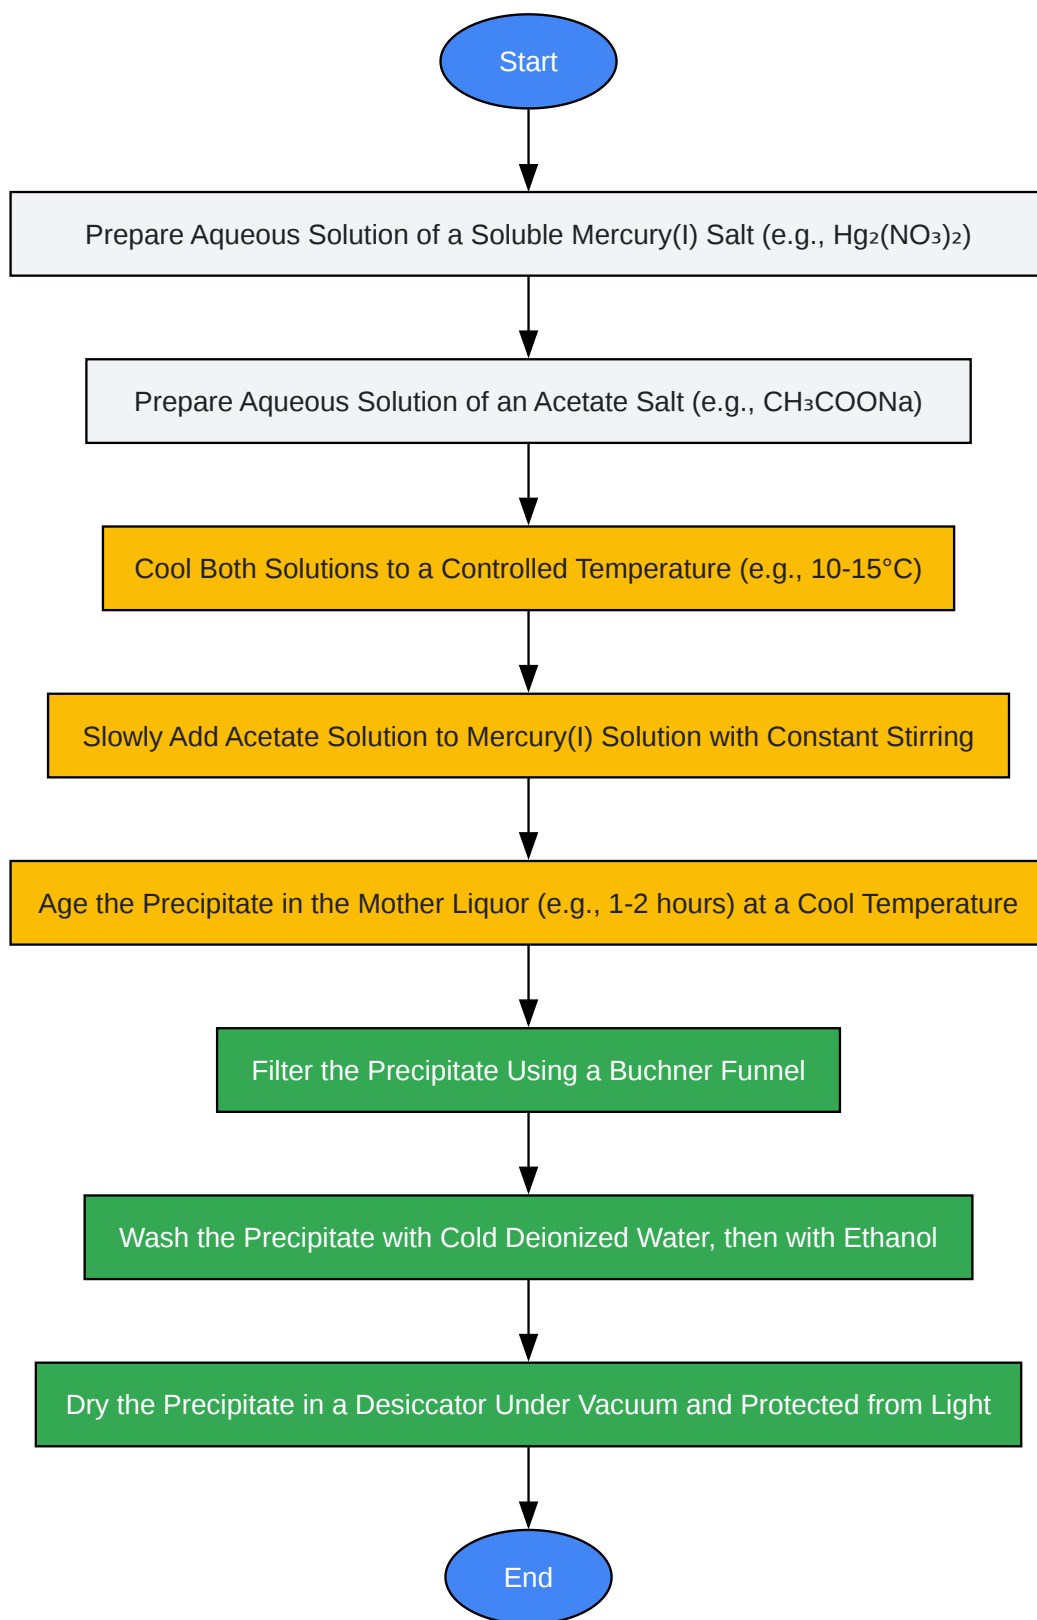 Start
Prepare Aqueous Solution of a Soluble Mercury(I) Salt (e.g., Hg₂(NO₃)₂)
Prepare Aqueous Solution of an Acetate Salt (e.g., CH₃COONa)
Cool Both Solutions to a Controlled Temperature (e.g., 10-15°C)
Slowly Add Acetate Solution to Mercury(I) Solution with Constant Stirring
Age the Precipitate in the Mother Liquor (e.g., 1-2 hours) at a Cool Temperature
Filter the Precipitate Using a Buchner Funnel
Wash the Precipitate with Cold Deionized Water, then with Ethanol
Dry the Precipitate in a Desiccator Under Vacuum and Protected from Light
End